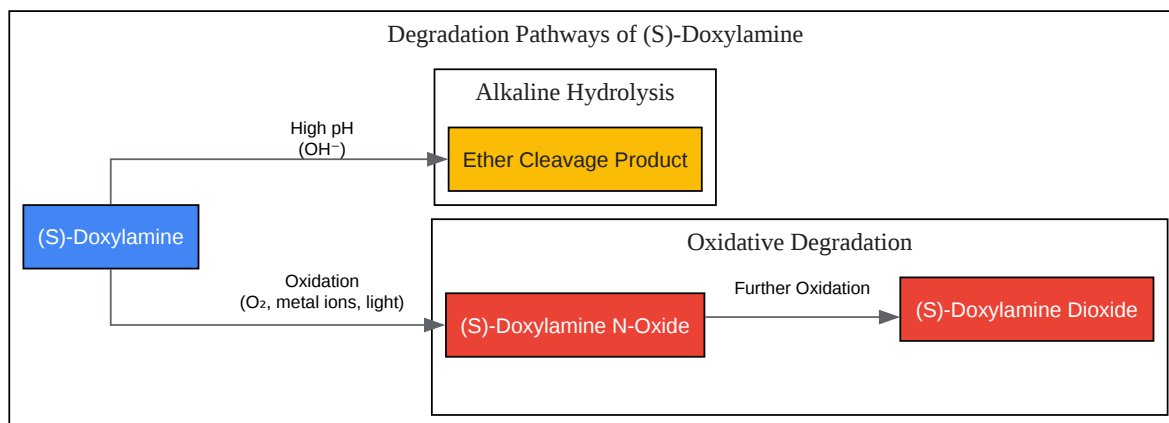 Degradation Pathways of (S)-Doxylamine
Alkaline Hydrolysis
High pH
(OH⁻)
Ether Cleavage Product
(S)-Doxylamine
Oxidative Degradation
Oxidation
(O₂, metal ions, light)
(S)-Doxylamine N-Oxide
Further Oxidation
(S)-Doxylamine Dioxide